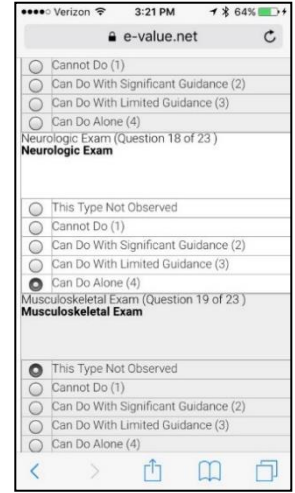 Verizon 3:21 PM 64%
e-value.net
Cannot Do (1)
Can Do With Significant Guidance (2)
Can Do With Limited Guidance (3)
Can Do Alone (4)
Neurologic Exam (Question 18 of 23 )
Neurologic Exam
This Type Not Observed
Cannot Do (1)
Can Do With Significant Guidance (2)
Can Do With Limited Guidance (3)
Can Do Alone (4)
Musculoskeletal Exam (Question 19 of 23 )
Musculoskeletal Exam
This Type Not Observed
Cannot Do (1)
Can Do With Significant Guidance (2)
Can Do With Limited Guidance (3)
Can Do Alone (4)